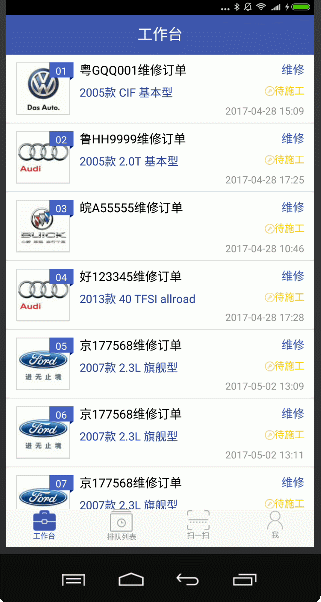 工作台
01
粤GQQ001维修订单
维修
Das Auto.
2005款 CIF 基本型
待施工
2017-04-28 15:09
02
鲁HH9999维修订单
维修
Audi
2005款 2.0T 基本型
待施工
2017-04-28 17:25
03
皖A55555维修订单
维修
BUICK
待施工
2017-04-28 10:46
04
好123345维修订单
维修
Audi
2013款 40 TFSI allroad
待施工
2017-04-28 17:28
05
京177568维修订单
维修
Ford
进无止境
2007款 2.3L 旗舰型
待施工
2017-05-02 13:09
06
京177568维修订单
维修
Ford
进无止境
2007款 2.3L 旗舰型
待施工
2017-05-02 13:11
07
京177568维修订单
维修
Ford
2007款 2.3L 旗舰型
待施工
工作台
排队列表
扫一扫
我